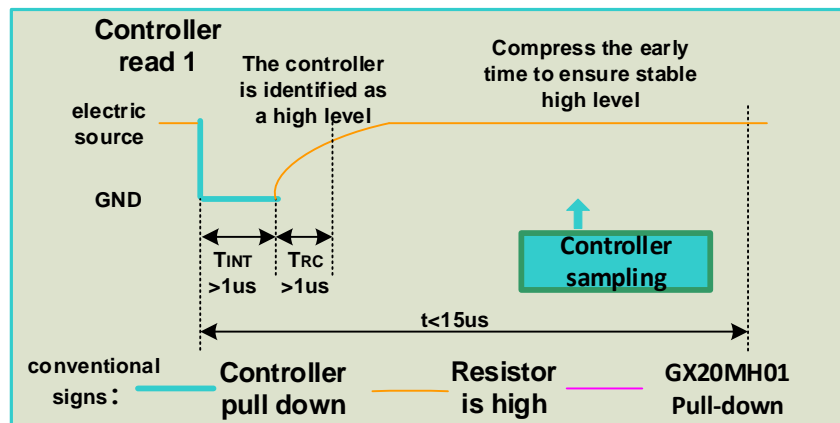 Controller
read 1
The controller
is identified as
a high level
Compress the early
time to ensure stable
high level
electric
source
GND
TINT
>1us
TRC
>1us
Controller
sampling
t<15us
conventional
signs：
Controller
pull down
Resistor
is high
GX20MH01
Pull-down